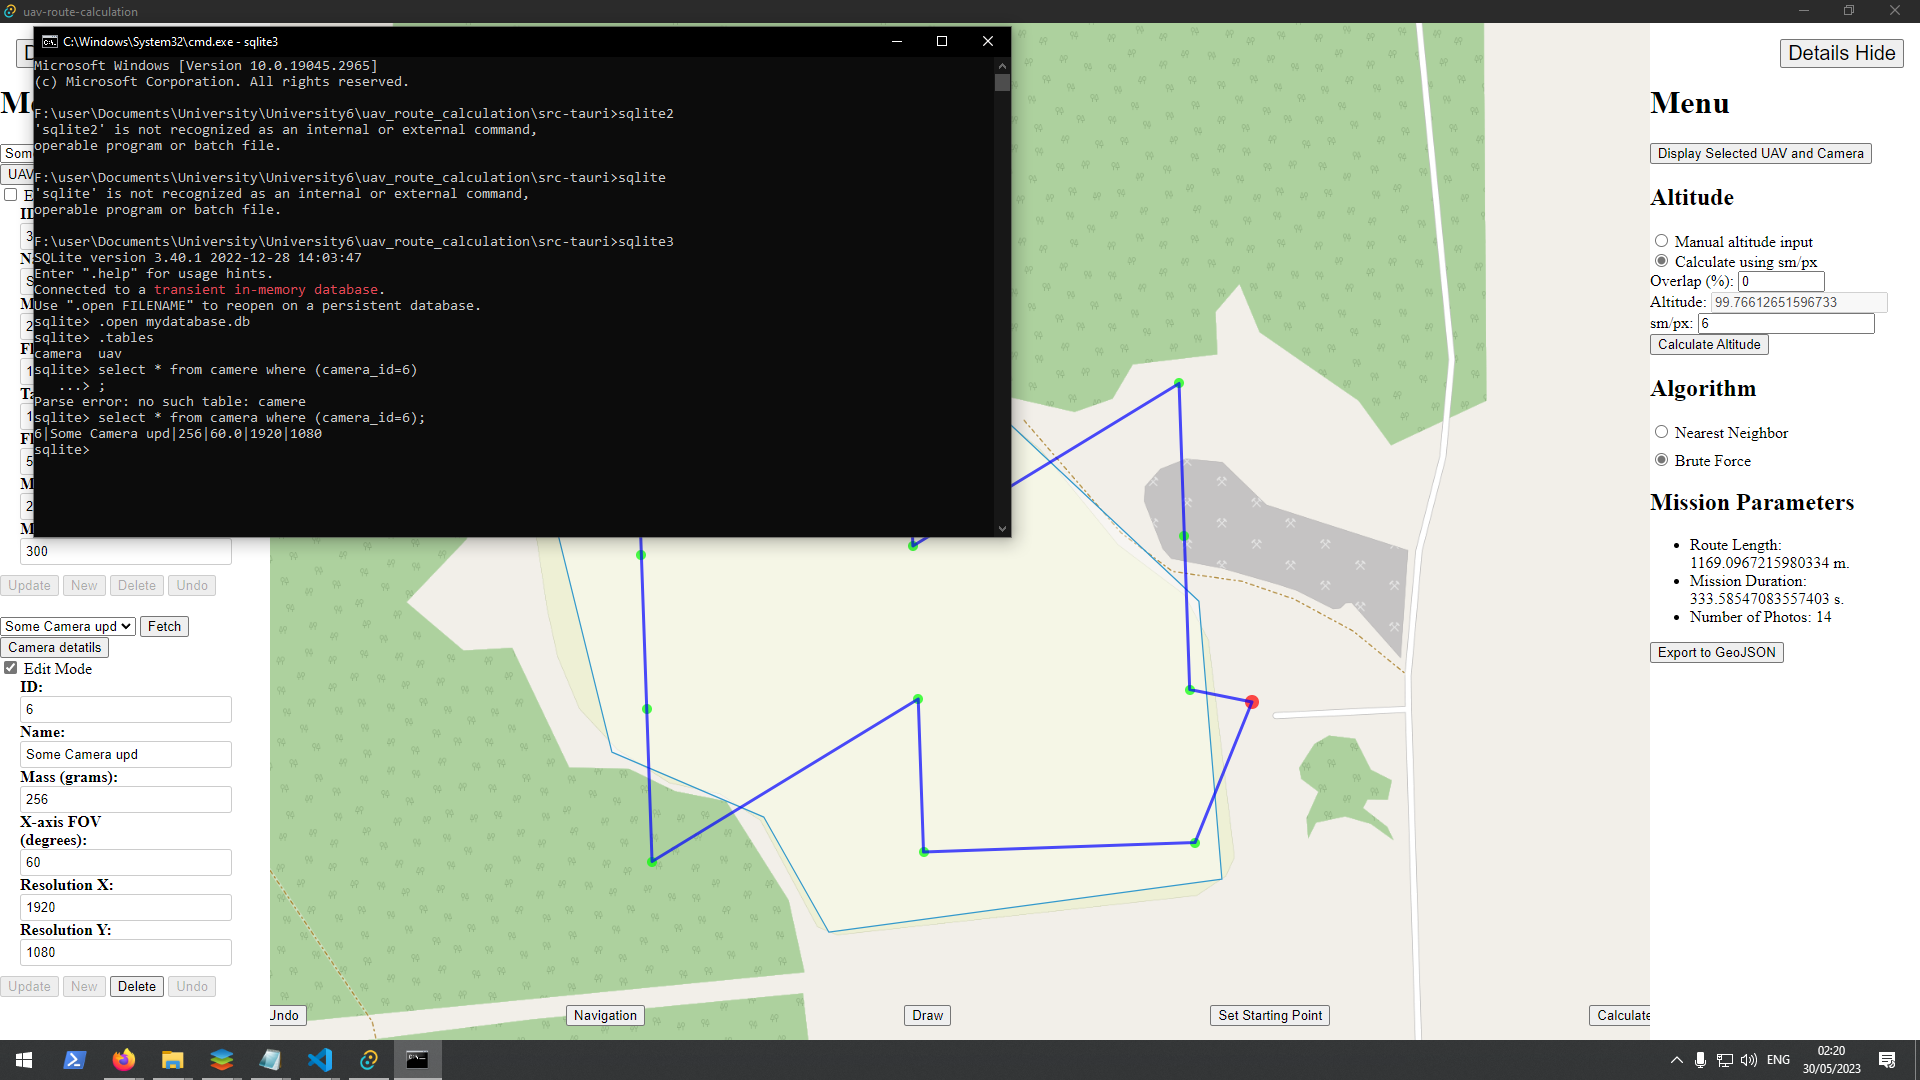 uav-route-calculation
C:\Windows\System32\cmd.exe - sqlite3
Microsoft Windows [Version 10.0.19045.2965]
(c) Microsoft Corporation. All rights reserved.
F:\user\Documents\University\University6\uav_route_calculation\src-tauri>sqlite2
'sqlite2' is not recognized as an internal or external command,
operable program or batch file.
F:\user\Documents\University\University6\uav_route_calculation\src-tauri>sqlite
'sqlite' is not recognized as an internal or external command,
operable program or batch file.
F:\user\Documents\University\University6\uav_route_calculation\src-tauri>sqlite3
SQLite version 3.40.1 2022-12-28 14:03:47
Enter ".help" for usage hints.
Connected to a transient in-memory database.
Use ".open FILENAME" to reopen on a persistent database.
sqlite> .open mydatabase.db
sqlite> .tables
camera  uav
sqlite> select * from camere where (camera_id=6)
...> ;
Parse error: no such table: camere
sqlite> select * from camera where (camera_id=6);
6|Some Camera upd|256|60.0|1920|1080
sqlite>
300
Update New Delete Undo
Some Camera upd Fetch
Camera detatils
Edit Mode
ID:
6
Name:
Some Camera upd
Mass (grams):
256
X-axis FOV
(degrees):
60
Resolution X:
1920
Resolution Y:
1080
Update New Delete Undo
Undo Navigation Draw Set Starting Point Calculate
Details Hide
Menu
Display Selected UAV and Camera
Altitude
Manual altitude input
Calculate using sm/px
Overlap (%): 0
Altitude: 99.76612651596733
sm/px: 6
Calculate Altitude
Algorithm
Nearest Neighbor
Brute Force
Mission Parameters
Route Length:
1169.0967215980334 m.
Mission Duration:
333.58547083557403 s.
Number of Photos: 14
Export to GeoJSON
ENG
02:20
30/05/2023